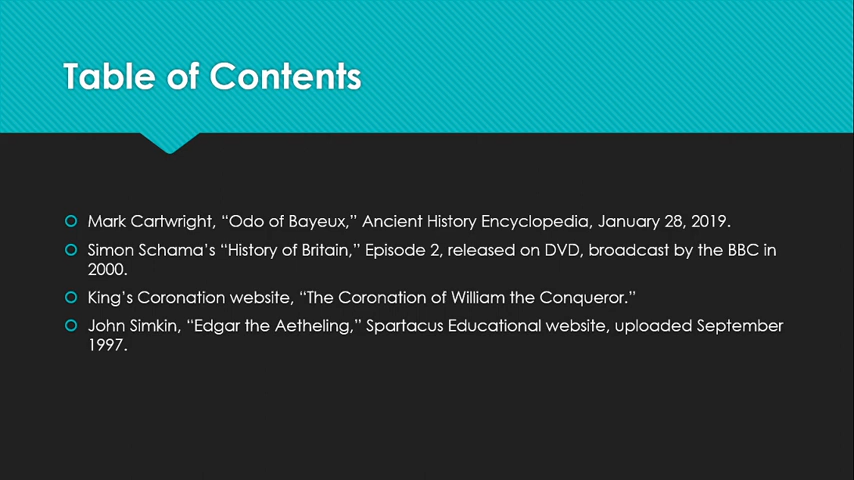 Table of Contents
Mark Cartwright, “Odo of Bayeux,” Ancient History Encyclopedia, January 28, 2019.
Simon Schama’s “History of Britain,” Episode 2, released on DVD, broadcast by the BBC in
2000.
King’s Coronation website, “The Coronation of William the Conqueror.”
John Simkin, “Edgar the Aetheling,” Spartacus Educational website, uploaded September
1997.